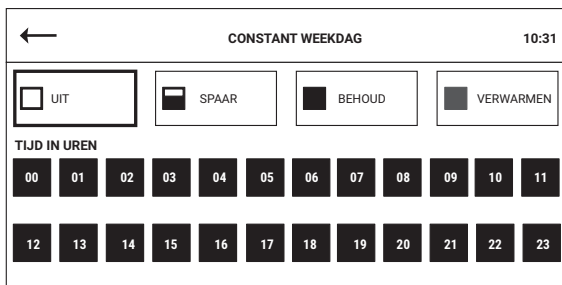 CONSTANT WEEKDAG 10:31
UIT SPAAR BEHOUD VERWARMEN
TIJD IN UREN
00 01 02 03 04 05 06 07 08 09 10 11
12 13 14 15 16 17 18 19 20 21 22 23